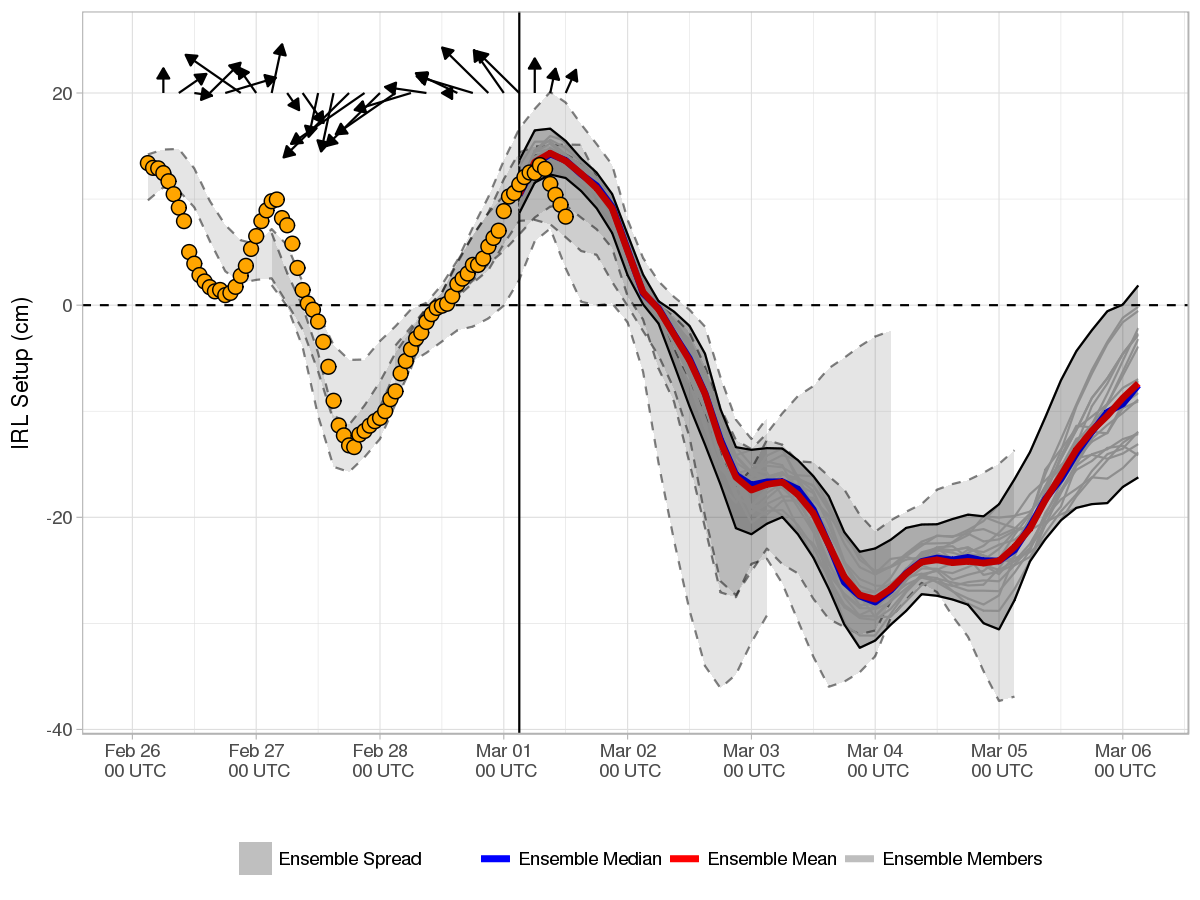 IRL Setup (cm)
20
0
-20
-40
Feb 26
00 UTC
Feb 27
00 UTC
Feb 28
00 UTC
Mar 01
00 UTC
Mar 02
00 UTC
Mar 03
00 UTC
Mar 04
00 UTC
Mar 05
00 UTC
Mar 06
00 UTC
Ensemble Spread
Ensemble Median
Ensemble Mean
Ensemble Members